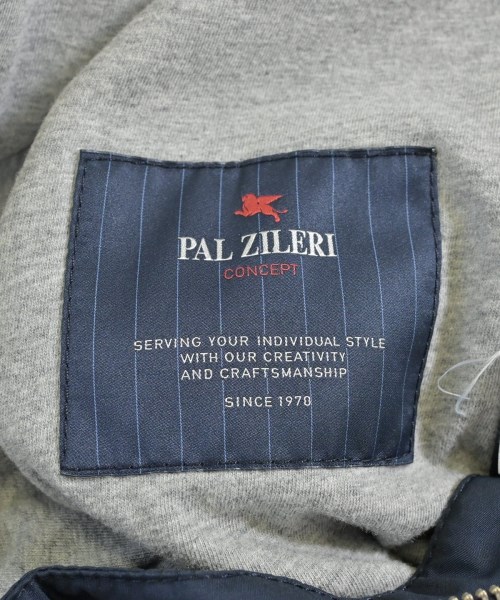 PAL ZILERI
CONCEPT
SERVING YOUR INDIVIDUAL STYLE
WITH OUR CREATIVITY
AND CRAFTSMANSHIP
SINCE 1970